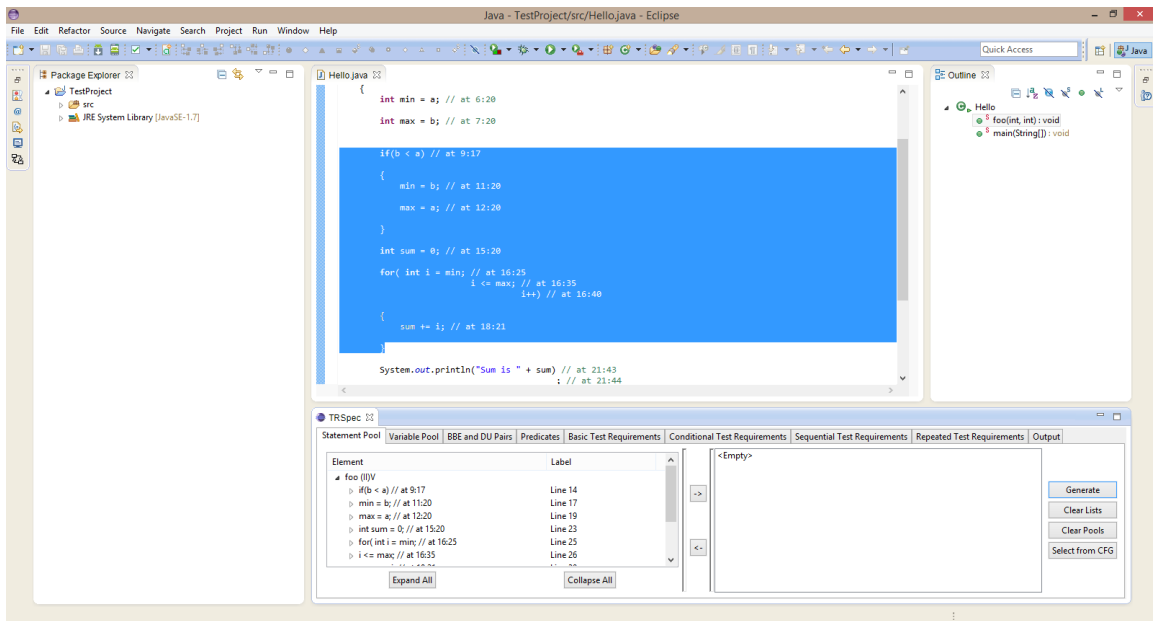 Java - TestProject/src/Hello.java - Eclipse
File Edit Refactor Source Navigate Search Project Run Window Help
Quick Access
Java
Package Explorer
TestProject
src
JRE System Library [JavaSE-1.7]
Hello.java
{
int min = a; // at 6:20
int max = b; // at 7:20
if(b < a) // at 9:17
{
min = b; // at 11:20
max = a; // at 12:20
}
int sum = 0; // at 15:20
for( int i = min; // at 16:25
i <= max; // at 16:35
i++) // at 16:40
{
sum += i; // at 18:21
}
System.out.println("Sum is " + sum) // at 21:43
; // at 21:44
Outline
Hello
foo(int, int) : void
main(String[]) : void
TRSpec
Statement Pool Variable Pool BBE and DU Pairs Predicates Basic Test Requirements Conditional Test Requirements Sequential Test Requirements Repeated Test Requirements Output
Element Label
foo (II)V
if(b < a) // at 9:17 Line 14
min = b; // at 11:20 Line 17
max = a; // at 12:20 Line 19
int sum = 0; // at 15:20 Line 23
for( int i = min; // at 16:25 Line 25
i <= max; // at 16:35 Line 26
Expand All Collapse All
->
<-
<Empty>
Generate
Clear Lists
Clear Pools
Select from CFG